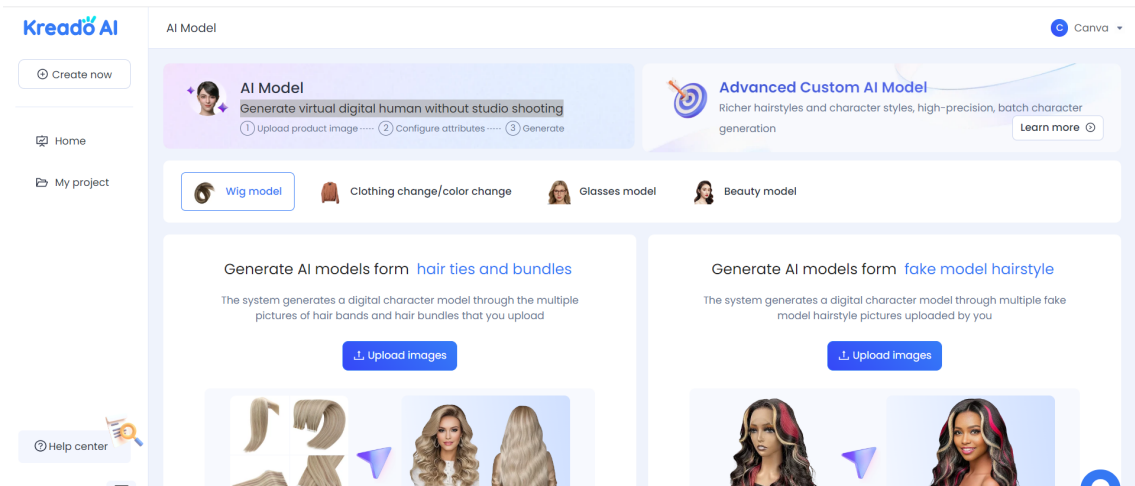 Kreado AI
AI Model
C Canva
Create now
Home
My project
Help center
AI Model
Generate virtual digital human without studio shooting
1 Upload product image ----- 2 Configure attributes ----- 3 Generate
Advanced Custom AI Model
Richer hairstyles and character styles, high-precision, batch character
generation
Learn more
Wig model
Clothing change/color change
Glasses model
Beauty model
Generate AI models form hair ties and bundles
The system generates a digital character model through the multiple
pictures of hair bands and hair bundles that you upload
Upload images
Generate AI models form fake model hairstyle
The system generates a digital character model through multiple fake
model hairstyle pictures uploaded by you
Upload images